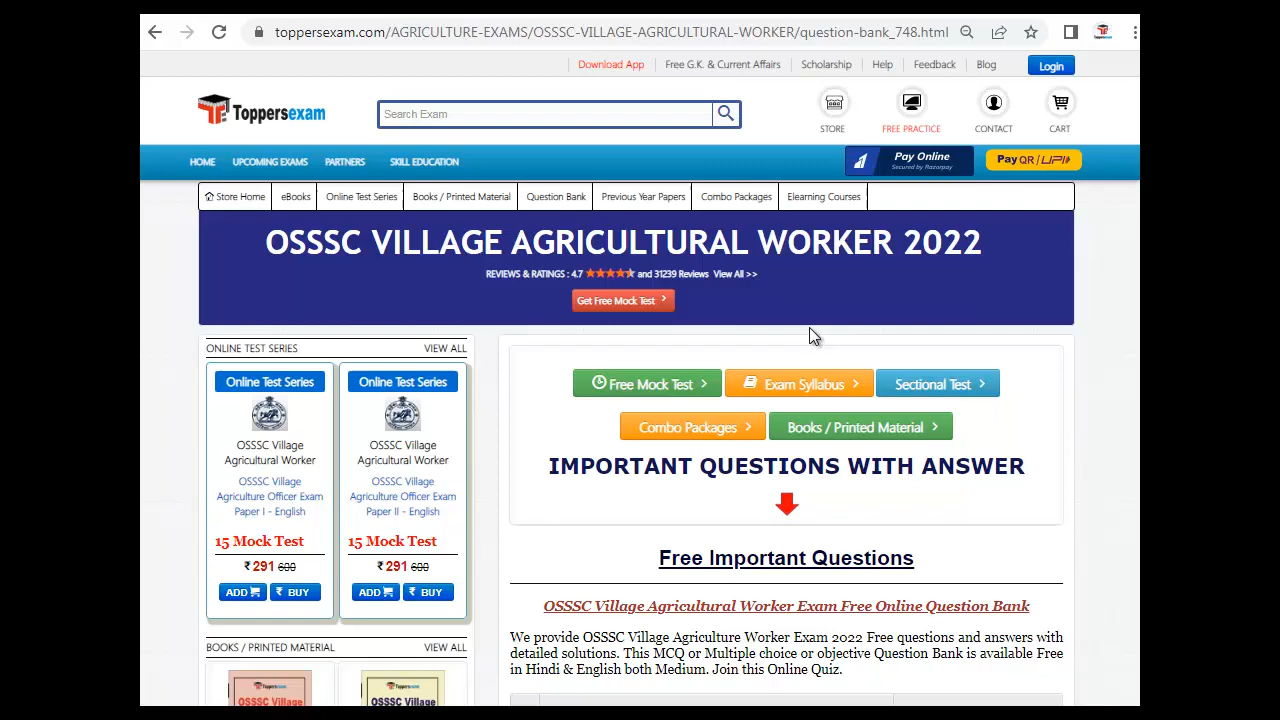 toppersexam.com/AGRICULTURE-EXAMS/OSSSC-VILLAGE-AGRICULTURAL-WORKER/question-bank_748.html
Download App Free G.K. & Current Affairs Scholarship Help Feedback Blog Login
Toppersexam
Search Exam
STORE FREE PRACTICE CONTACT CART
HOME UPCOMING EXAMS PARTNERS SKILL EDUCATION
Pay Online
Secured by Razorpay
Pay QR / UPI
Store Home eBooks Online Test Series Books / Printed Material Question Bank Previous Year Papers Combo Packages Elearning Courses
OSSSC VILLAGE AGRICULTURAL WORKER 2022
REVIEWS & RATINGS : 4.7 and 31239 Reviews View All >>
Get Free Mock Test
ONLINE TEST SERIES VIEW ALL
Online Test Series
OSSSC Village
Agricultural Worker
OSSSC Village
Agriculture Officer Exam
Paper I - English
15 Mock Test
₹ 291 600
ADD ₹ BUY
Online Test Series
OSSSC Village
Agricultural Worker
OSSSC Village
Agriculture Officer Exam
Paper II - English
15 Mock Test
₹ 291 600
ADD ₹ BUY
BOOKS / PRINTED MATERIAL VIEW ALL
Toppersexam
OSSSC Village
Toppersexam
OSSSC Village
Free Mock Test Exam Syllabus Sectional Test
Combo Packages Books / Printed Material
IMPORTANT QUESTIONS WITH ANSWER
Free Important Questions
OSSSC Village Agricultural Worker Exam Free Online Question Bank
We provide OSSSC Village Agriculture Worker Exam 2022 Free questions and answers with
detailed solutions. This MCQ or Multiple choice or objective Question Bank is available Free
in Hindi & English both Medium. Join this Online Quiz.